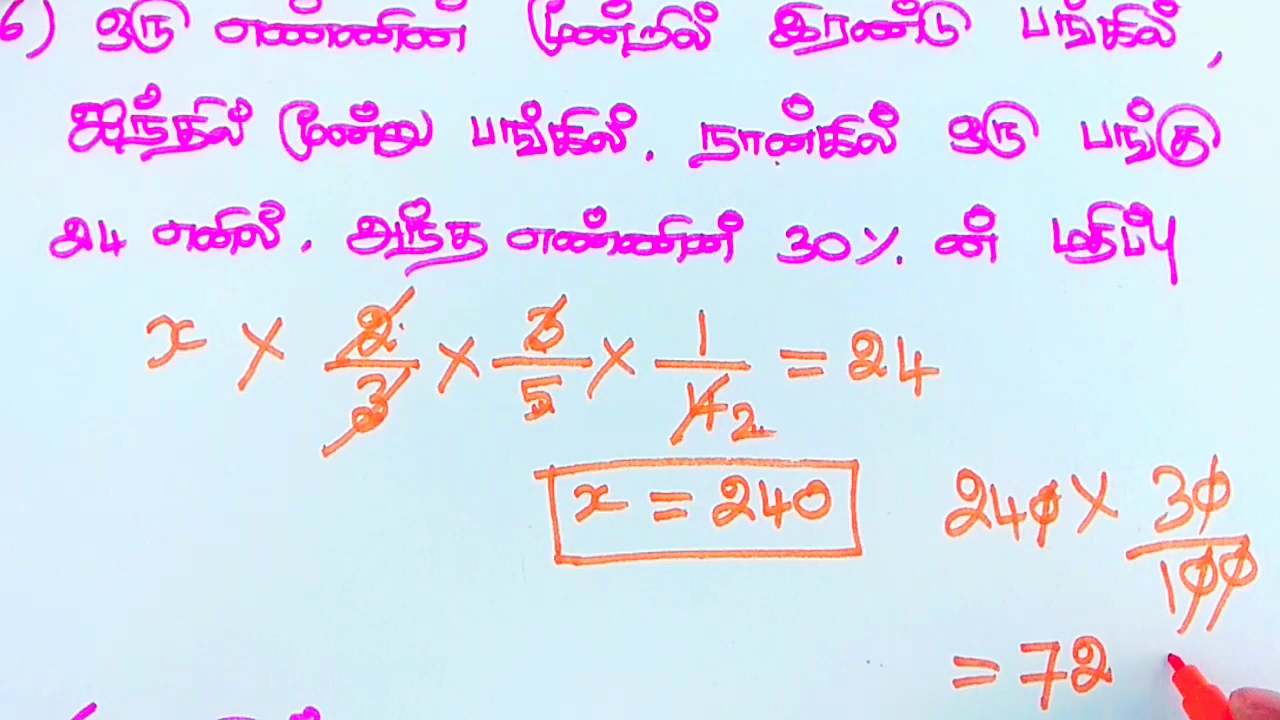 6) ஒரு எண்ணின் மூன்றில் இரண்டு பங்கில்,
ஐந்தில் மூன்று பங்கில், நான்கில் ஒரு பங்கு
24 எனில், அந்த எண்ணின் 30%ன் மதிப்பு
x × 2/3 × 3/5 × 1/4 2 = 24
x = 240
240 × 30/100
= 72